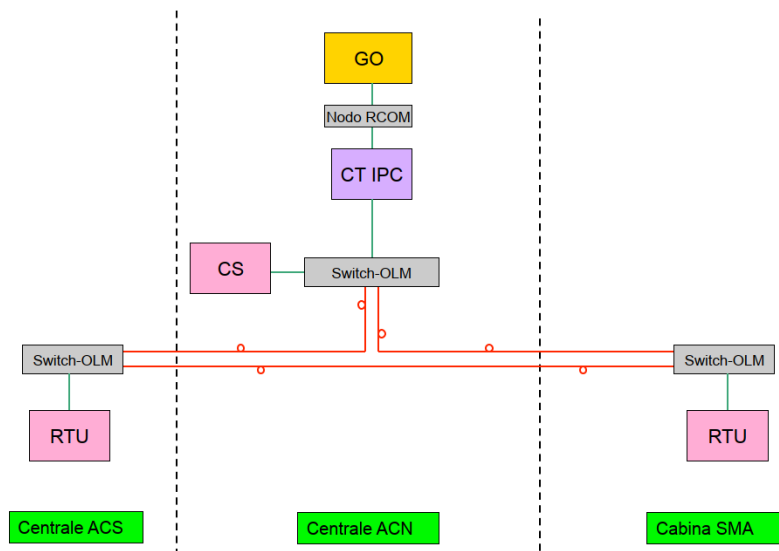 GO
Nodo RCOM
CT IPC
CS
Switch-OLM
Switch-OLM
Switch-OLM
RTU
RTU
Centrale ACS
Centrale ACN
Cabina SMA